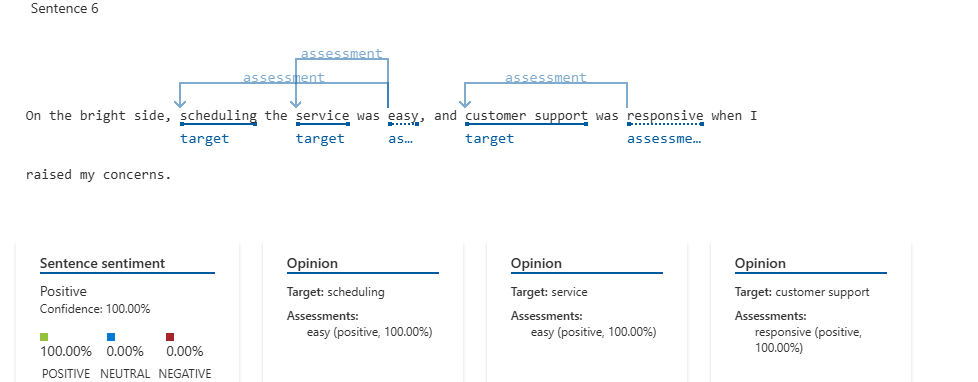 Sentence 6
assessment
assessment assessment
On the bright side, scheduling the service was easy, and customer support was responsive when I
target target as… target assessme…
raised my concerns.
Sentence sentiment
Positive
Confidence: 100.00%
100.00% 0.00% 0.00%
POSITIVE NEUTRAL NEGATIVE
Opinion
Target: scheduling
Assessments:
easy (positive, 100.00%)
Opinion
Target: service
Assessments:
easy (positive, 100.00%)
Opinion
Target: customer support
Assessments:
responsive (positive,
100.00%)